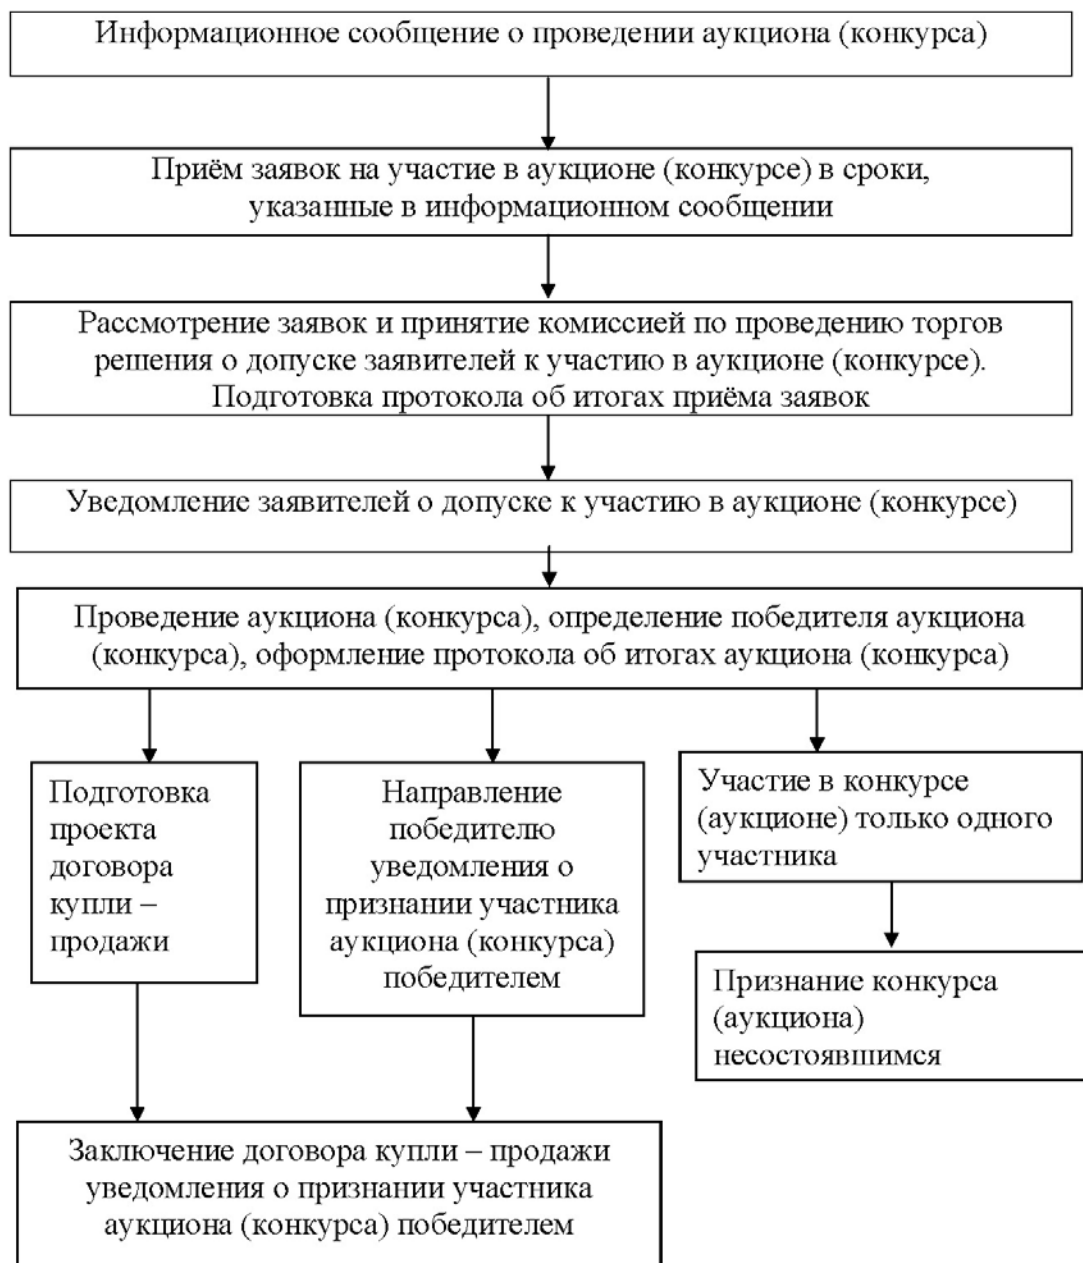 Информационное сообщение о проведении аукциона (конкурса)
Приём заявок на участие в аукционе (конкурсе) в сроки,
указанные в информационном сообщении
Рассмотрение заявок и принятие комиссией по проведению торгов
решения о допуске заявителей к участию в аукционе (конкурсе).
Подготовка протокола об итогах приёма заявок
Уведомление заявителей о допуске к участию в аукционе (конкурсе)
Проведение аукциона (конкурса), определение победителя аукциона
(конкурса), оформление протокола об итогах аукциона (конкурса)
Подготовка
проекта
договора
купли –
продажи
Направление
победителю
уведомления о
признании участника
аукциона (конкурса)
победителем
Участие в конкурсе
(аукционе) только одного
участника
Признание конкурса
(аукциона)
несостоявшимся
Заключение договора купли – продажи
уведомления о признании участника
аукциона (конкурса) победителем